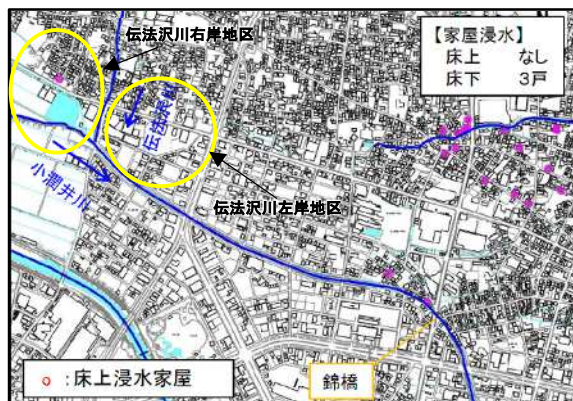 伝法沢川右岸地区
【家屋浸水】
床上 なし
床下 3戸
伝法沢川
小潤井川
伝法沢川左岸地区
○ :床上浸水家屋
錦橋